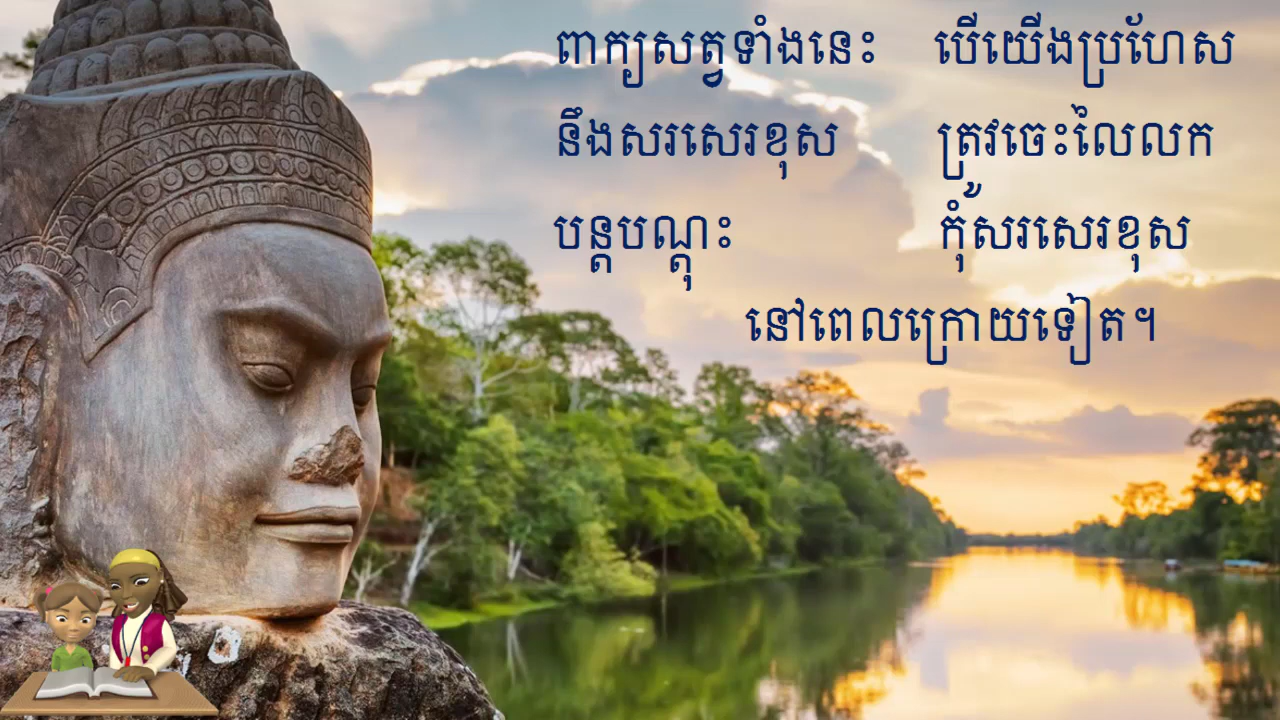 ពាក្យសត្វទាំងនេះ បើយើងប្រហែស
នឹងសរសេរខុស ត្រូវចេះលៃលក
បន្តបណ្ដុះ កុំសរសេរខុស
នៅពេលក្រោយទៀត។